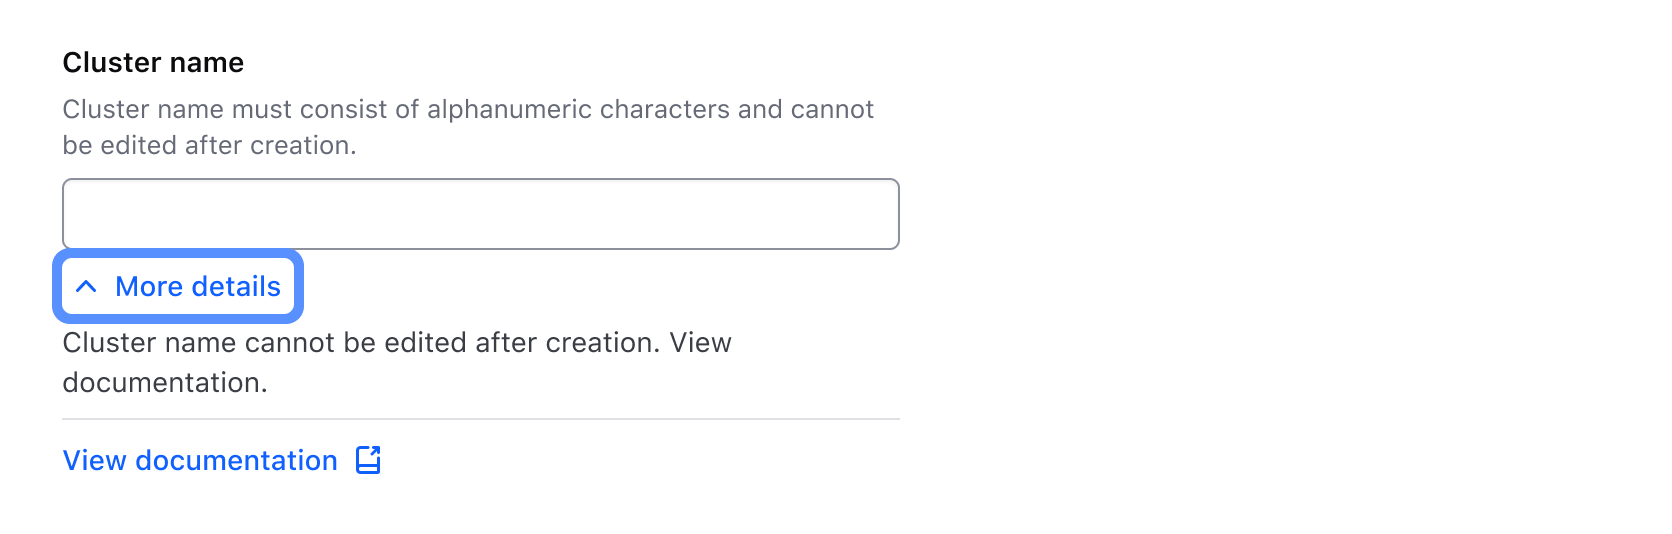 Cluster name
Cluster name must consist of alphanumeric characters and cannot
be edited after creation.
More details
Cluster name cannot be edited after creation. View
documentation.
View documentation